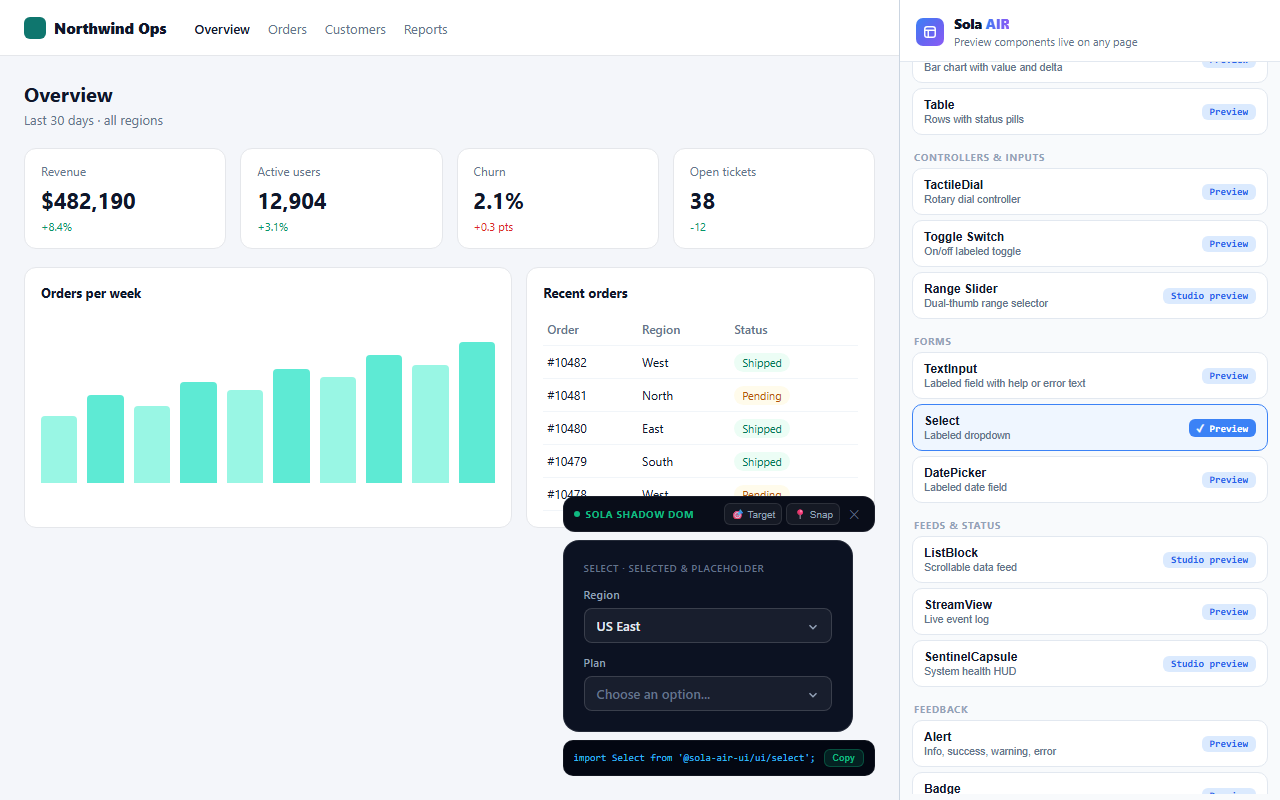 Northwind Ops
Overview
Orders
Customers
Reports
Overview
Last 30 days · all regions
Revenue
$482,190
+8.4%
Active users
12,904
+3.1%
Churn
2.1%
+0.3 pts
Open tickets
38
-12
Orders per week
Recent orders
Order Region Status
#10482 West Shipped
#10481 North Pending
#10480 East Shipped
#10479 South Shipped
#10478 West Pending
SOLA SHADOW DOM
🎯 Target
📍 Snap
SELECT · SELECTED & PLACEHOLDER
Region
US East
Plan
Choose an option...
import Select from '@sola-air-ui/ui/select';
Copy
Sola AIR
Preview components live on any page
Bar chart with value and delta
Preview
Table
Rows with status pills
Preview
CONTROLLERS & INPUTS
TactileDial
Rotary dial controller
Preview
Toggle Switch
On/off labeled toggle
Preview
Range Slider
Dual-thumb range selector
Studio preview
FORMS
TextInput
Labeled field with help or error text
Preview
Select
Labeled dropdown
✓ Preview
DatePicker
Labeled date field
Preview
FEEDS & STATUS
ListBlock
Scrollable data feed
Studio preview
StreamView
Live event log
Preview
SentinelCapsule
System health HUD
Studio preview
FEEDBACK
Alert
Info, success, warning, error
Preview
Badge